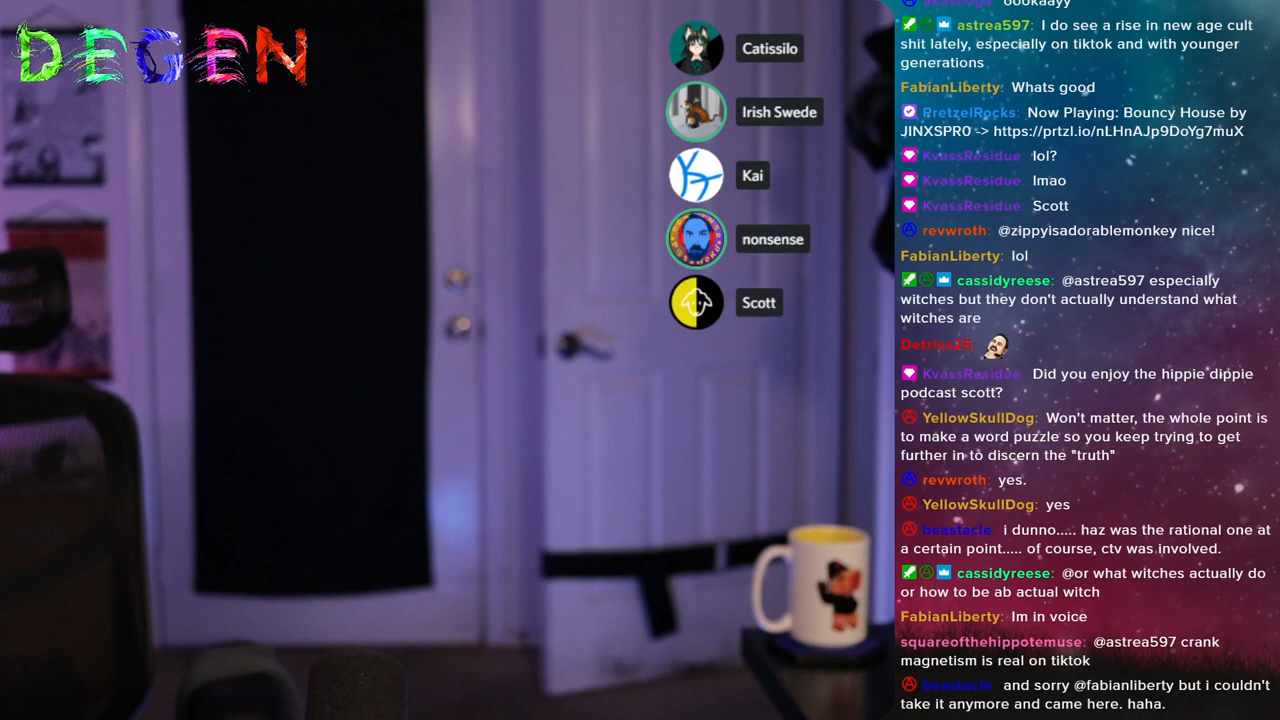 DEGEN
Catissilo
Irish Swede
Kai
nonsense
Scott
oookaayy
astrea597: I do see a rise in new age cult
shit lately, especially on tiktok and with younger
generations
FabianLiberty: Whats good
PretzelRocks: Now Playing: Bouncy House by
JINXSPR0 -> https://prtzl.io/nLHnAJp9DoYg7muX
KvassResidue lol?
KvassResidue lmao
KvassResidue Scott
revwroth: @zippyisadorablemonkey nice!
FabianLiberty: lol
cassidyreese: @astrea597 especially
witches but they don't actually understand what
witches are
Detrius25
KvassResidue Did you enjoy the hippie dippie
podcast scott?
YellowSkullDog: Won't matter, the whole point is
to make a word puzzle so you keep trying to get
further in to discern the "truth"
revwroth: yes.
YellowSkullDog: yes
beastacle: i dunno..... haz was the rational one at
a certain point..... of course, ctv was involved.
cassidyreese: @or what witches actually do
or how to be ab actual witch
FabianLiberty: Im in voice
squareofthehippotemuse: @astrea597 crank
magnetism is real on tiktok
beastacle: and sorry @fabianliberty but i couldn't
take it anymore and came here. haha.